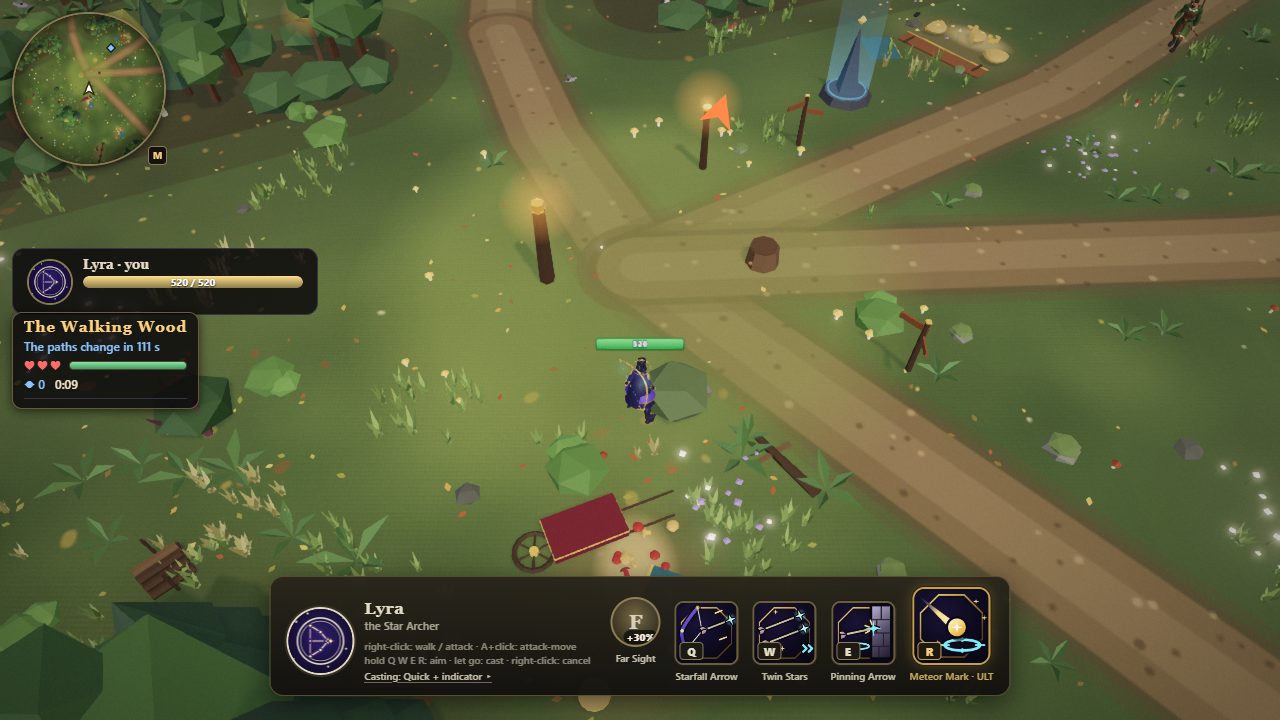 M
Lyra · you
520 / 520
The Walking Wood
The paths change in 111 s
0 0:09
520
Lyra
the Star Archer
right-click: walk / attack · A+click: attack-move
hold Q W E R: aim · let go: cast · right-click: cancel
Casting: Quick + indicator ▸
F
+30%
Far Sight
Q
Starfall Arrow
W
Twin Stars
E
Pinning Arrow
R
Meteor Mark · ULT